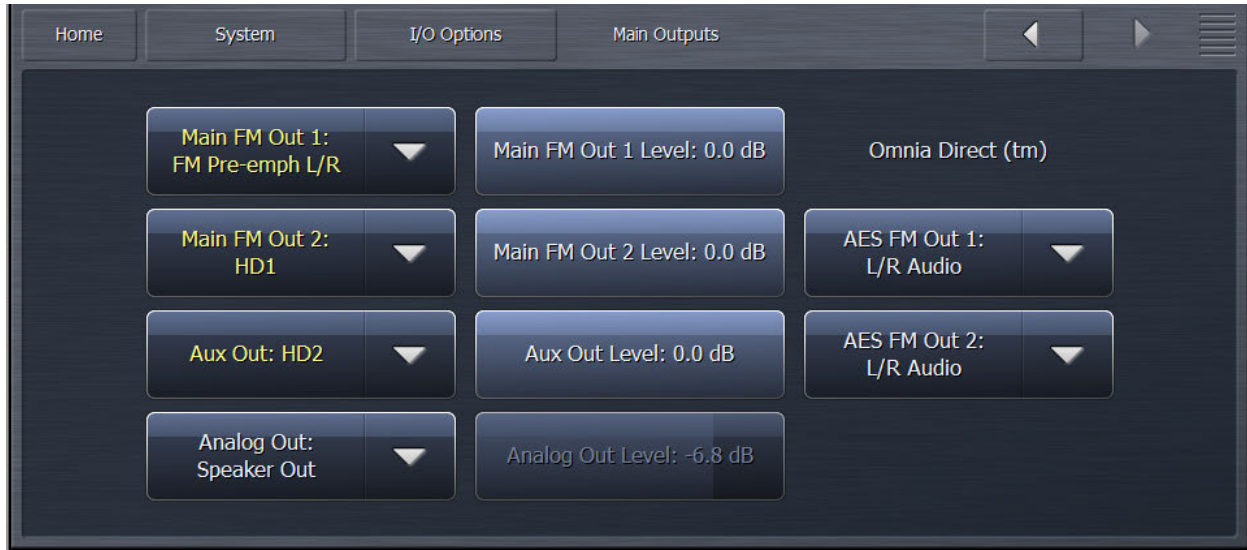 Home
System
I/O Options
Main Outputs
Main FM Out 1:
FM Pre-emph L/R
Main FM Out 1 Level: 0.0 dB
Omnia Direct (tm)
Main FM Out 2:
HD1
Main FM Out 2 Level: 0.0 dB
AES FM Out 1:
L/R Audio
Aux Out: HD2
Aux Out Level: 0.0 dB
AES FM Out 2:
L/R Audio
Analog Out:
Speaker Out
Analog Out Level: -6.8 dB